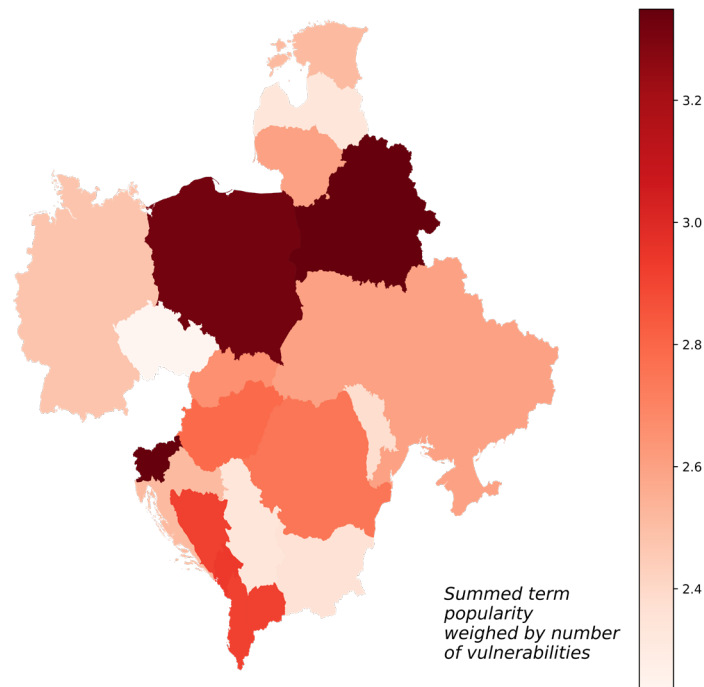 3.2
3.0
2.8
2.6
2.4
Summed term
popularity
weighed by number
of vulnerabilities